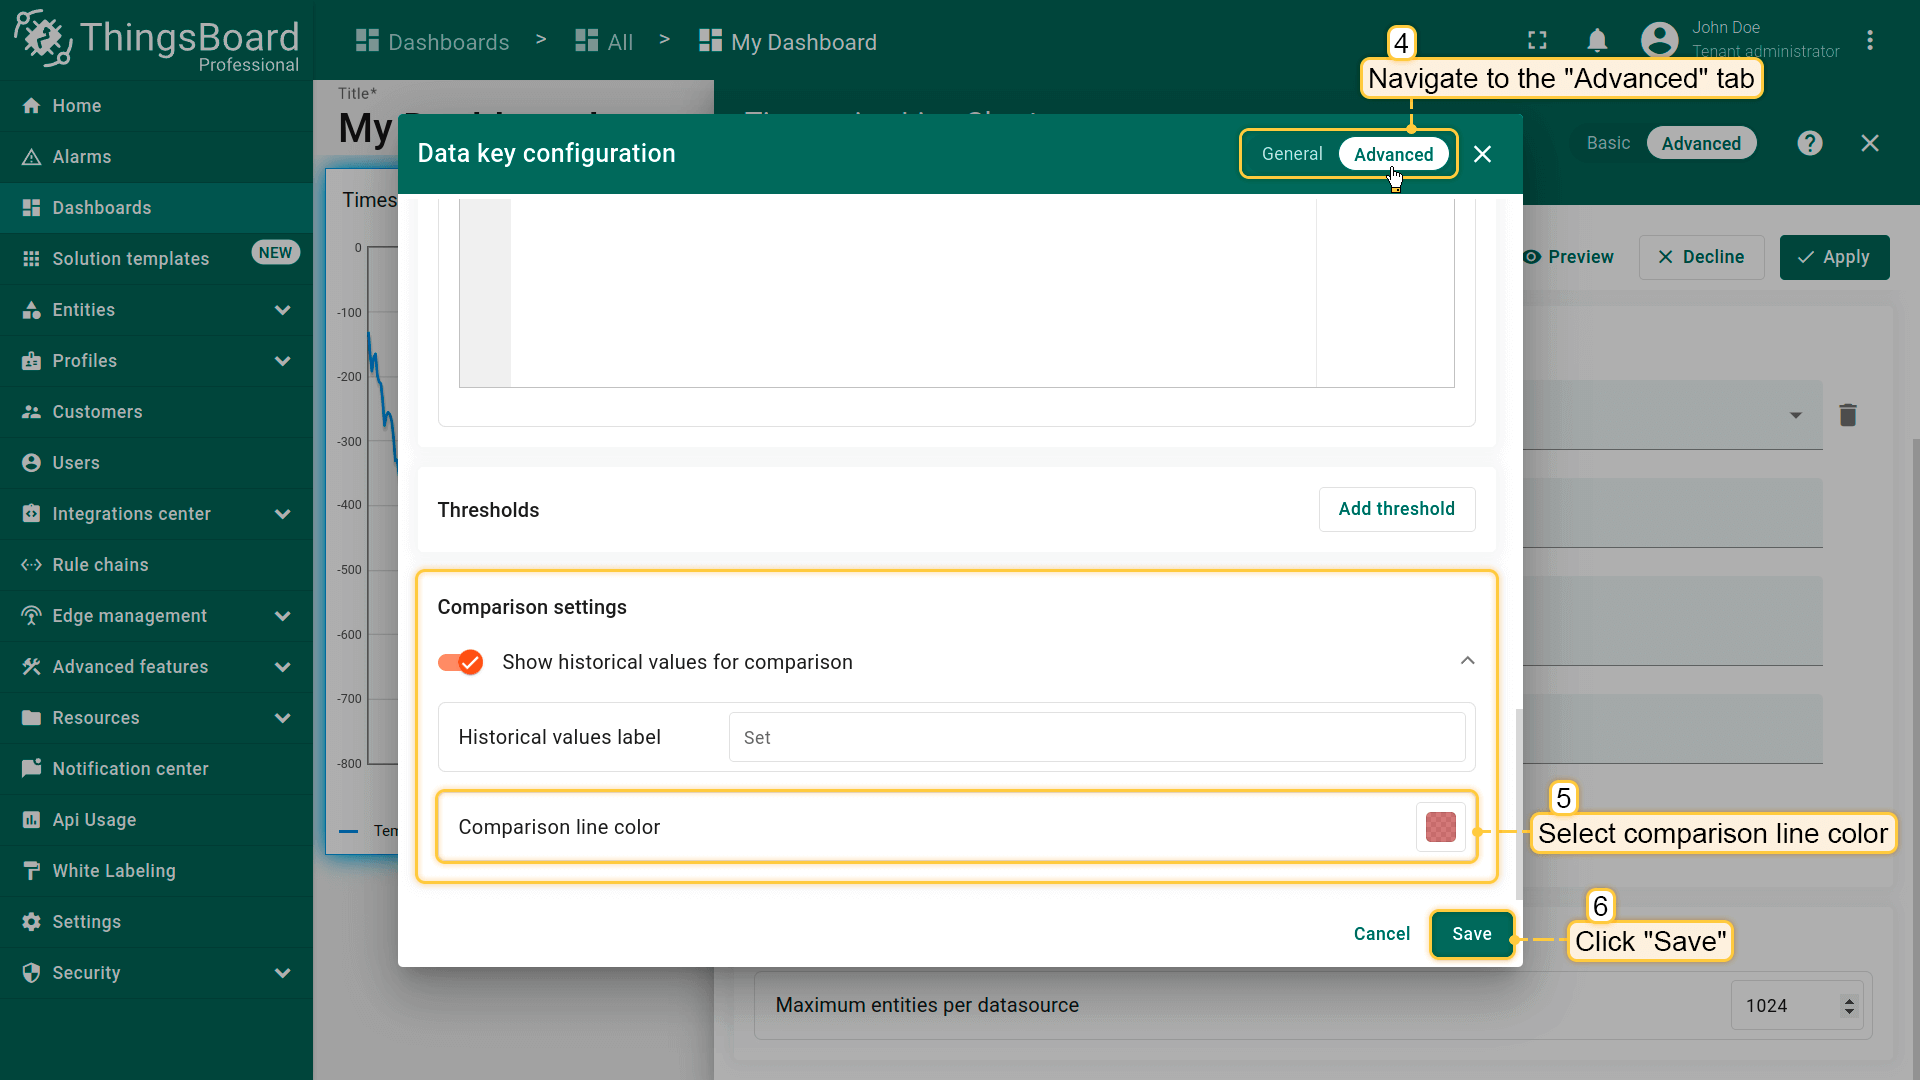 ThingsBoard
Professional
Dashboards > All > My Dashboard
John Doe
Tenant administrator
4
Navigate to the "Advanced" tab
Home
Alarms
Dashboards
Solution templates NEW
Entities
Profiles
Customers
Users
Integrations center
Rule chains
Edge management
Advanced features
Resources
Notification center
Api Usage
White Labeling
Settings
Security
Title*
My
Times
0
-100
-200
-300
-400
-500
-600
-700
-800
Tem
Basic Advanced
Preview Decline Apply
Data key configuration
General Advanced
Thresholds
Add threshold
Comparison settings
Show historical values for comparison
Historical values label
Set
Comparison line color
5
Select comparison line color
Cancel Save
6
Click "Save"
Maximum entities per datasource
1024